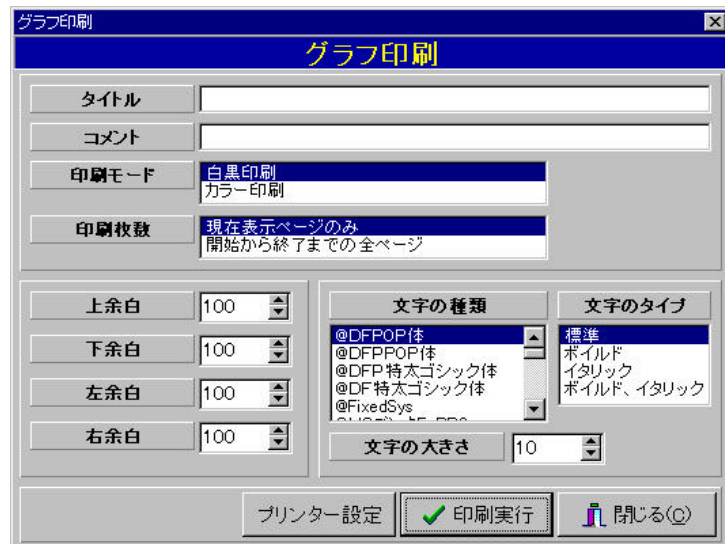 グラフ印刷
グラフ印刷
タイトル
コメント
印刷モード
白黒印刷
カラー印刷
印刷枚数
現在表示ページのみ
開始から終了までの全ページ
上余白 100
下余白 100
左余白 100
右余白 100
文字の種類
@DFPOP体
@DFPPOP体
@DFP特太ゴシック体
@DF特太ゴシック体
@FixedSys
文字のタイプ
標準
ボイルド
イタリック
ボイルド、イタリック
文字の大きさ 10
プリンター設定
印刷実行
閉じる(C)